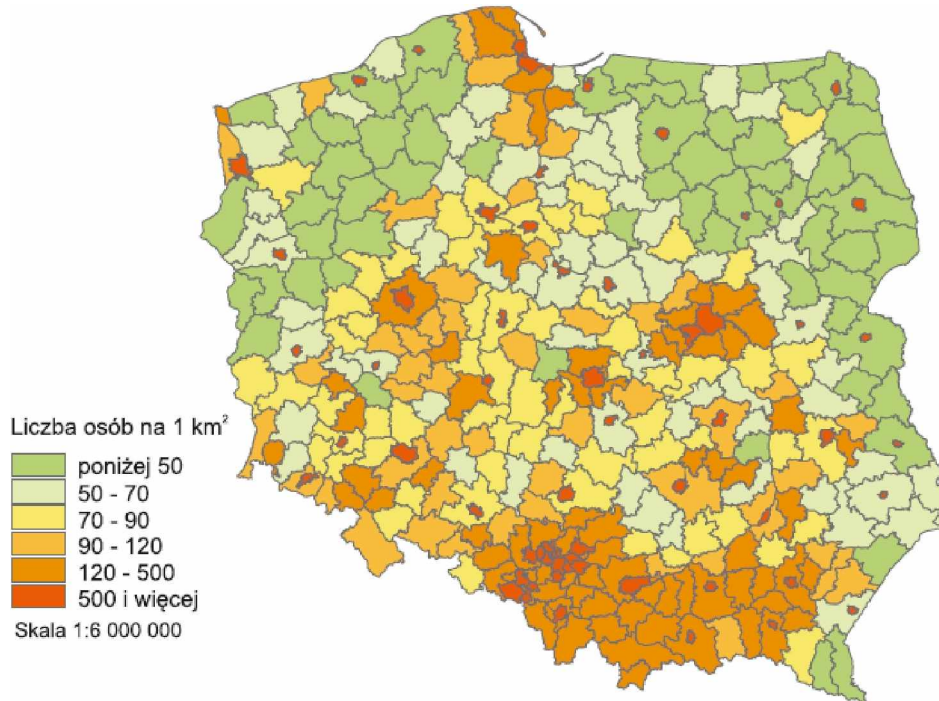 Liczba osób na 1 km²
poniżej 50
50 - 70
70 - 90
90 - 120
120 - 500
500 i więcej
Skala 1:6 000 000